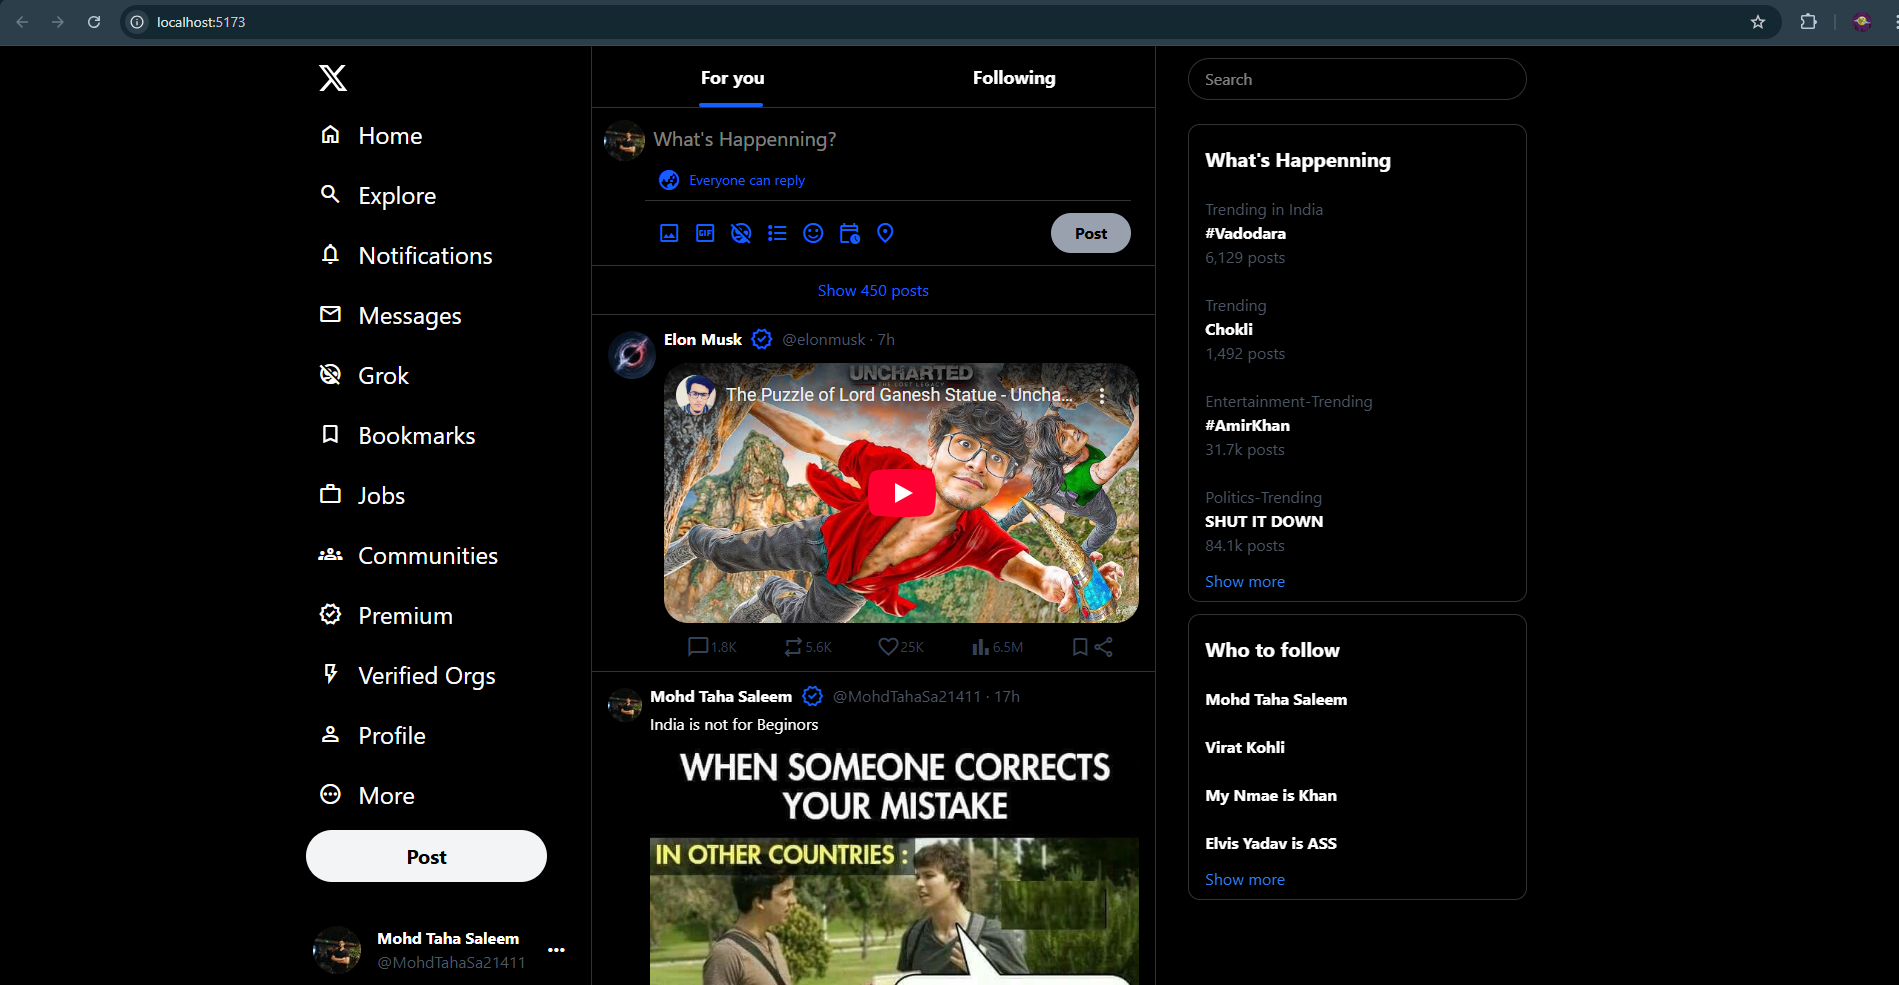 localhost:5173
Home
Explore
Notifications
Messages
Grok
Bookmarks
Jobs
Communities
Premium
Verified Orgs
Profile
More
Post
Mohd Taha Saleem
@MohdTahaSa21411
For you
Following
What's Happenning?
Everyone can reply
GIF
Post
Show 450 posts
Elon Musk @elonmusk · 7h
UNCHARTED
THE LOST LEGACY
The Puzzle of Lord Ganesh Statue - Uncha...
1.8K
5.6K
25K
6.5M
Mohd Taha Saleem @MohdTahaSa21411 · 17h
India is not for Beginors
WHEN SOMEONE CORRECTS
YOUR MISTAKE
IN OTHER COUNTRIES :
Search
What's Happenning
Trending in India
#Vadodara
6,129 posts
Trending
Chokli
1,492 posts
Entertainment-Trending
#AmirKhan
31.7k posts
Politics-Trending
SHUT IT DOWN
84.1k posts
Show more
Who to follow
Mohd Taha Saleem
Virat Kohli
My Nmae is Khan
Elvis Yadav is ASS
Show more